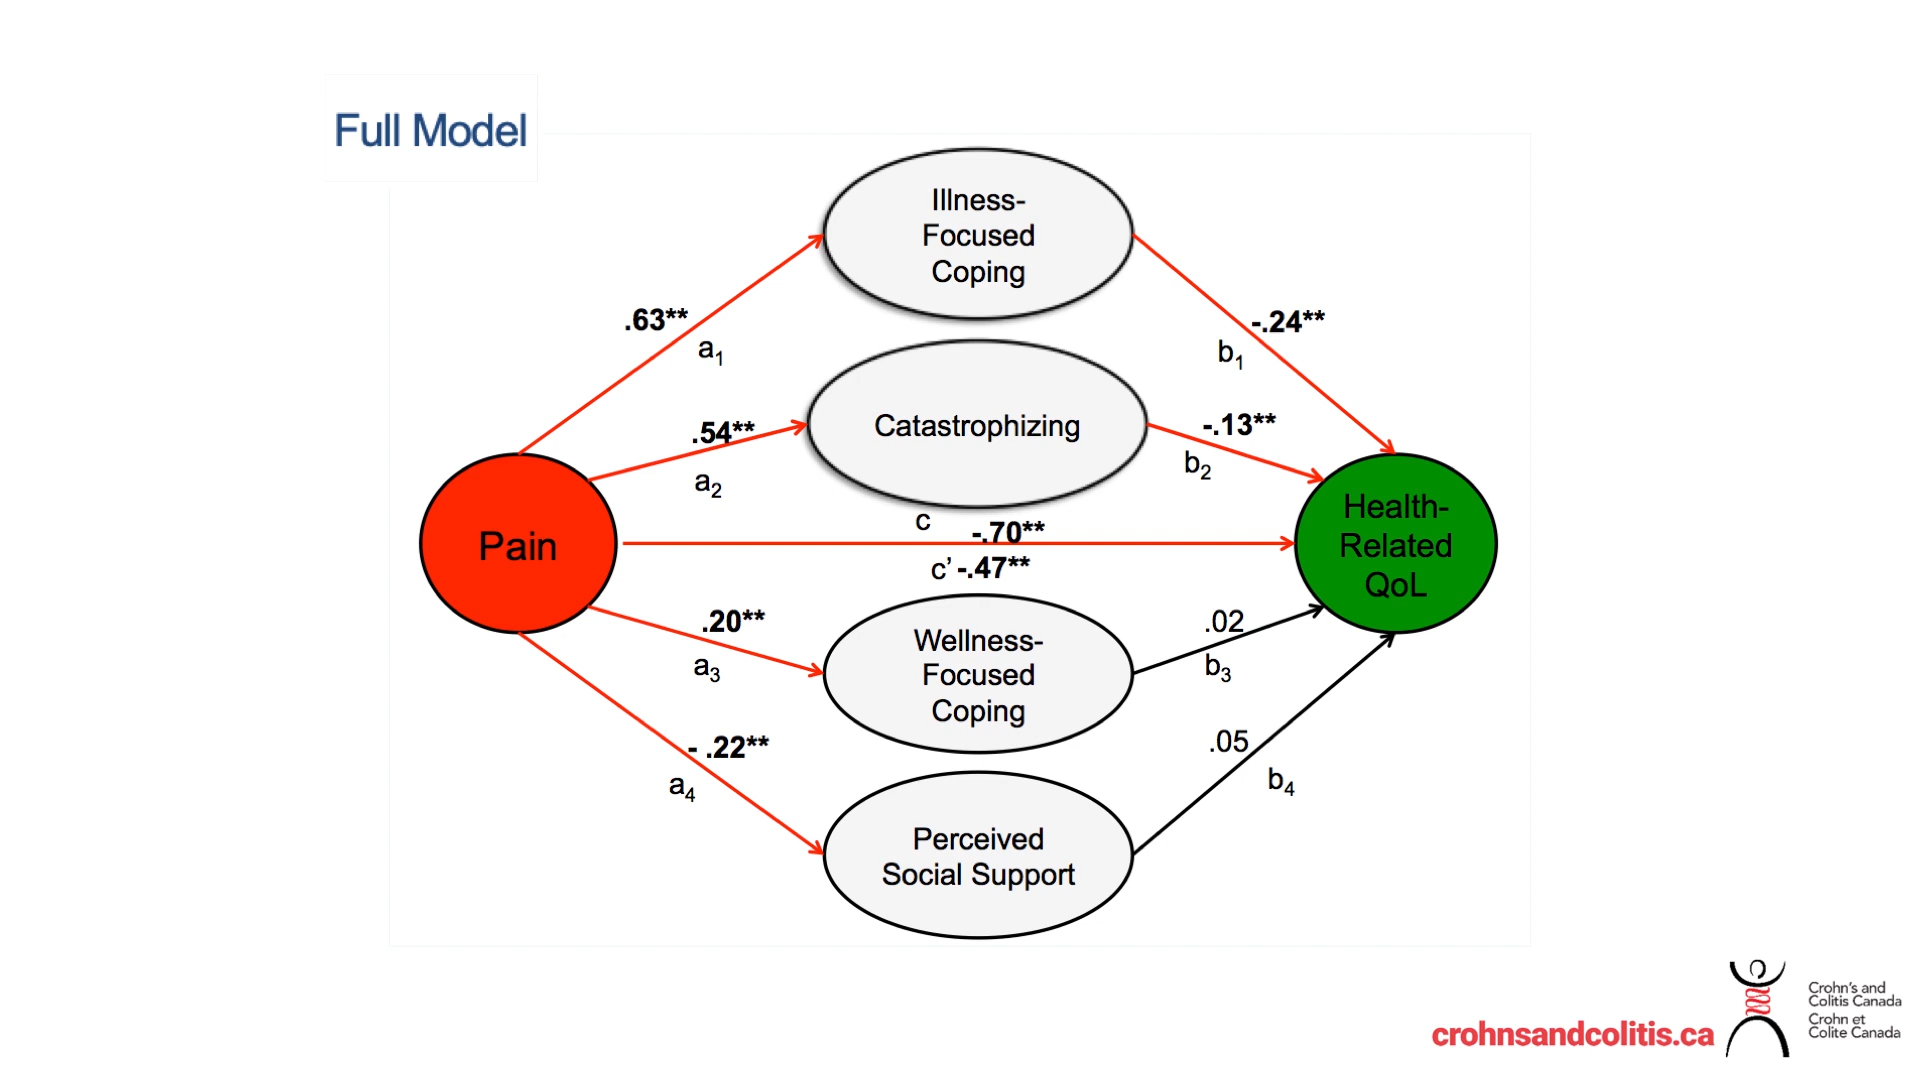 Full Model
Illness-
Focused
Coping
.63**
a1
-.24**
b1
Catastrophizing
.54**
a2
-.13**
b2
Pain
c
-.70**
c’ -.47**
Health-
Related
QoL
.20**
a3
Wellness-
Focused
Coping
.02
b3
- .22**
a4
Perceived
Social Support
.05
b4
crohnsandcolitis.ca
Crohn's and
Colitis Canada
Crohn et
Colite Canada